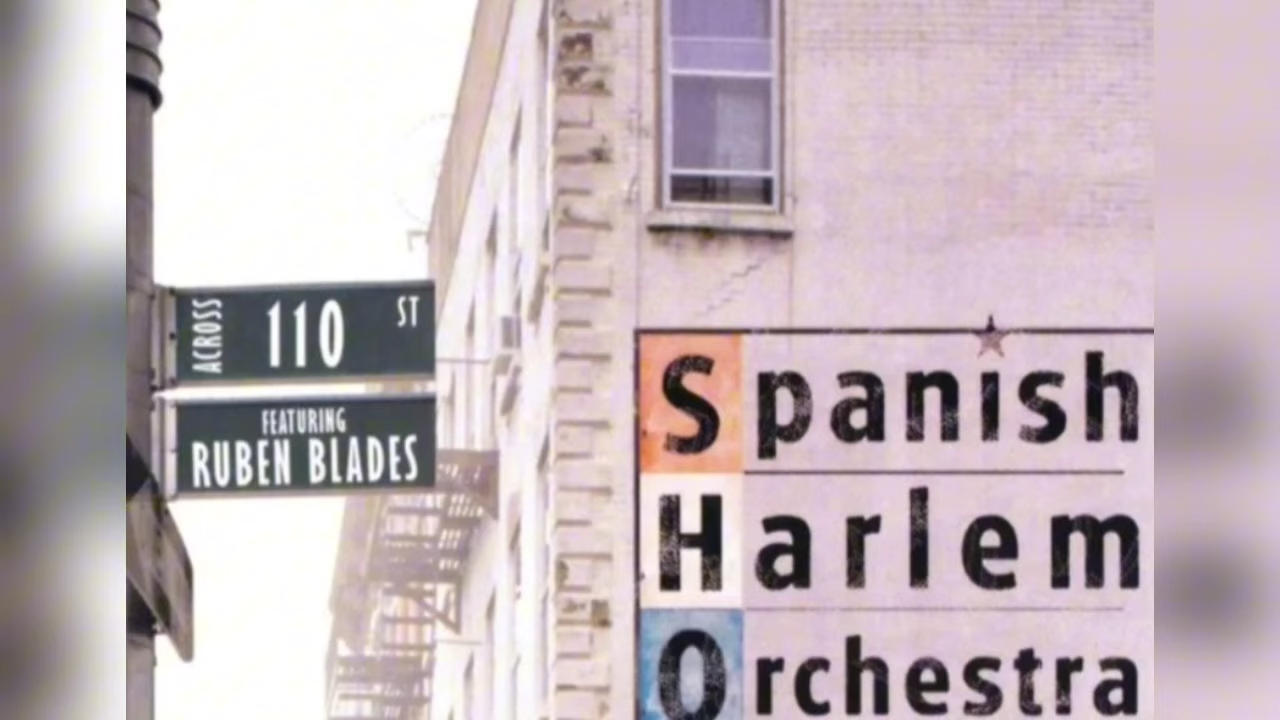 ACROSS 110 ST
FEATURING
RUBEN BLADES
Spanish
Harlem
Orchestra